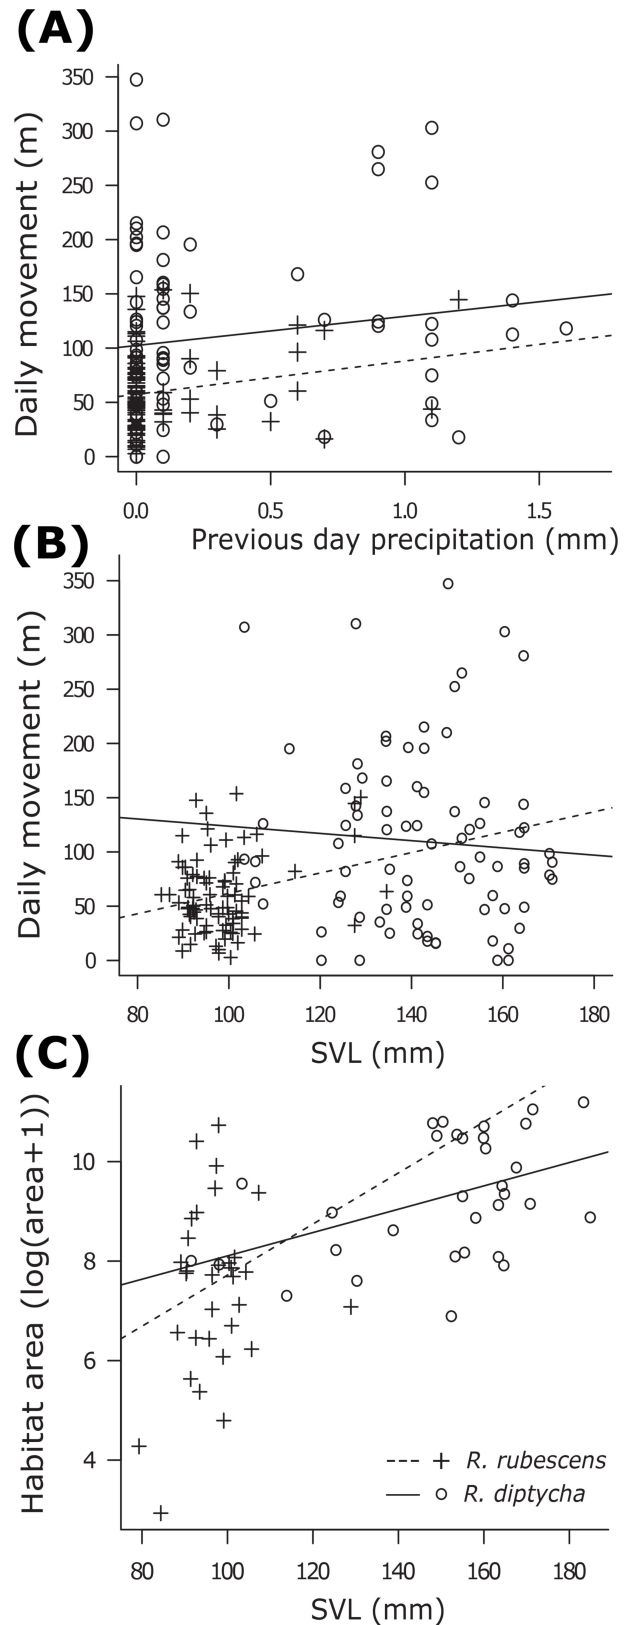 (A)
350
300
250
200
150
100
50
0
Daily movement (m)
0.0 0.5 1.0 1.5
Previous day precipitation (mm)
(B)
350
300
250
200
150
100
50
0
Daily movement (m)
80 100 120 140 160 180
SVL (mm)
(C)
10
8
6
4
Habitat area (log(area+1))
R. rubescens
R. diptycha
80 100 120 140 160 180
SVL (mm)